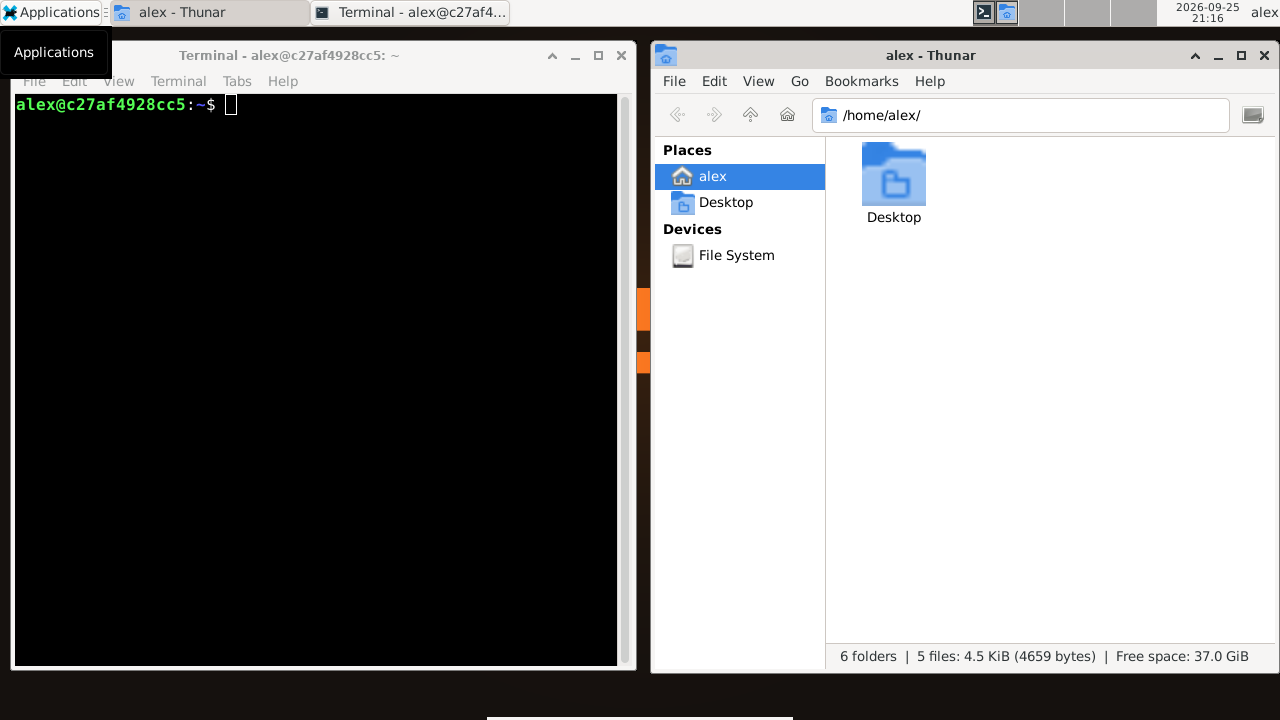 Applications
alex - Thunar
Terminal - alex@c27af4...
2026-09-25
21:16
alex
Applications
Terminal - alex@c27af4928cc5: ~
File Edit View Terminal Tabs Help
alex@c27af4928cc5:~$
alex - Thunar
File Edit View Go Bookmarks Help
/home/alex/
Places
alex
Desktop
Devices
File System
Desktop
6 folders | 5 files: 4.5 KiB (4659 bytes) | Free space: 37.0 GiB